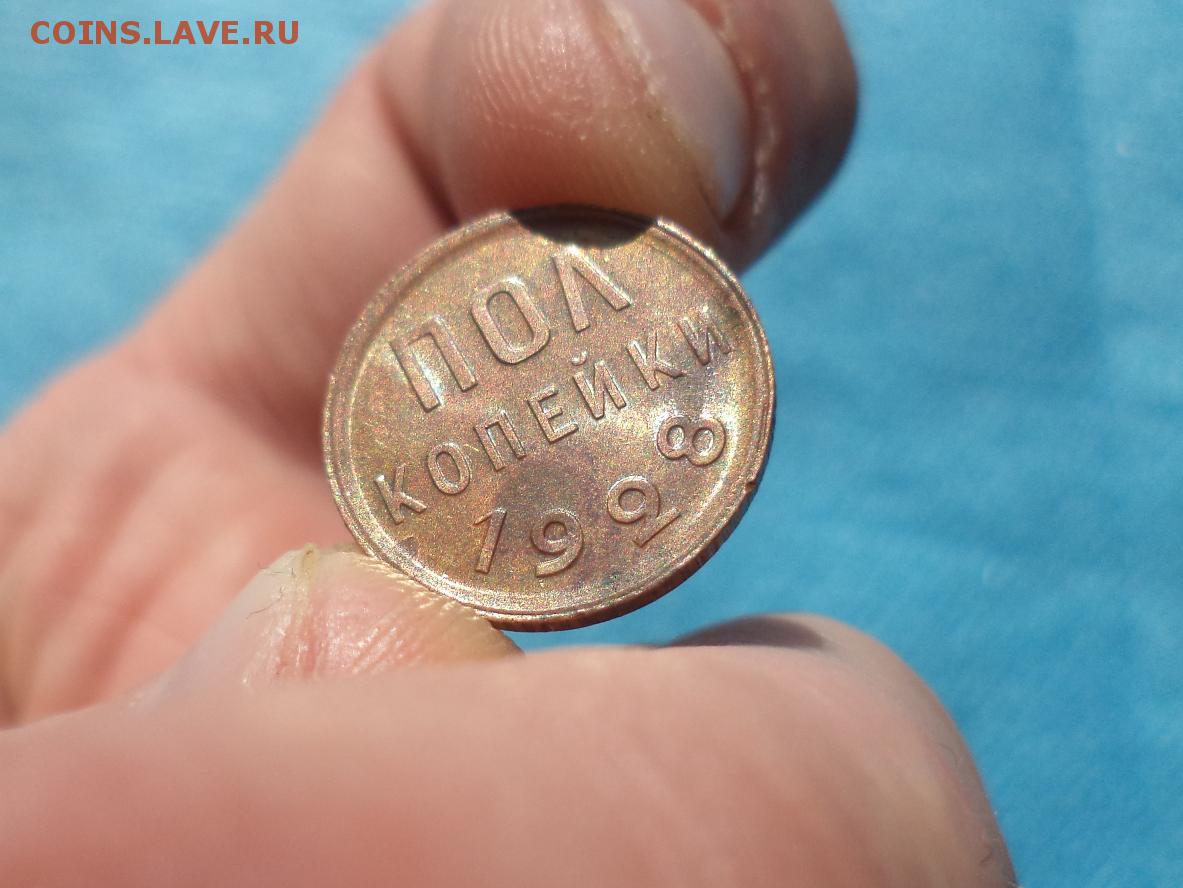 COINS.LAVE.RU
ПОЛ
КОПЕЙКИ
1928